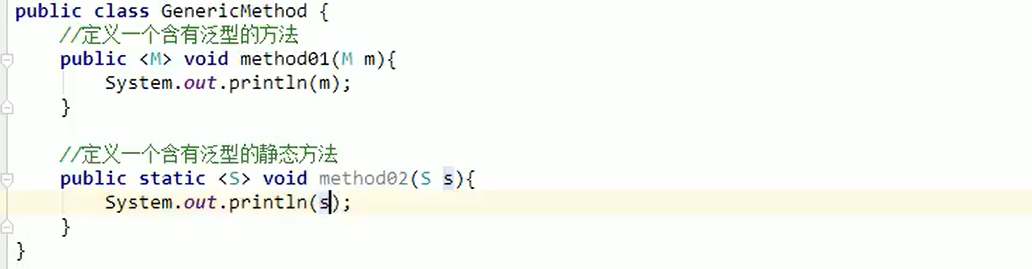 public class GenericMethod {
//定义一个含有泛型的方法
public <M> void method01(M m){
System.out.println(m);
}
//定义一个含有泛型的静态方法
public static <S> void method02(S s){
System.out.println(s);
}
}